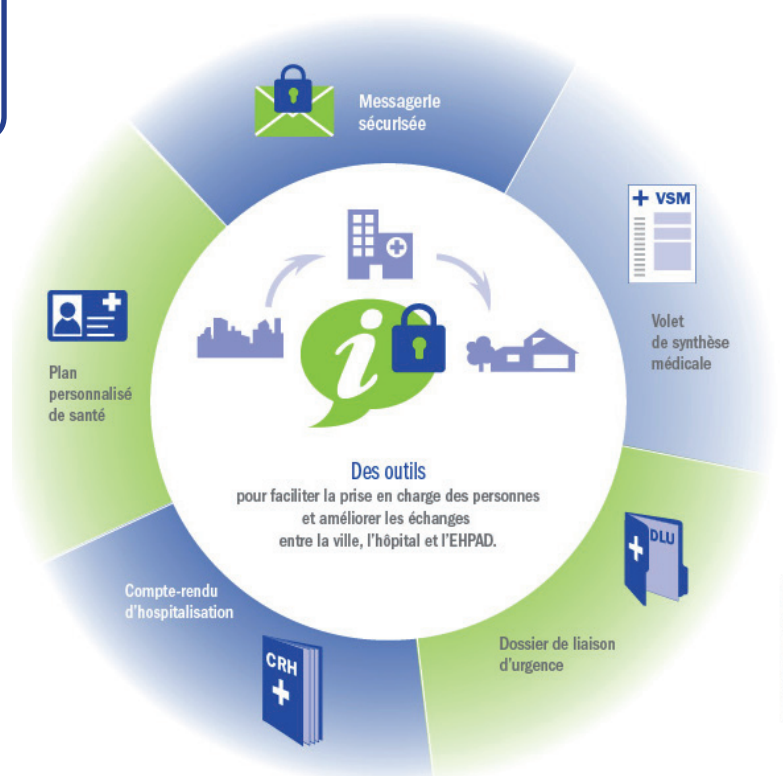 Messagerie
sécurisée
VSM
Volet
de synthèse
médicale
DLU
Dossier de liaison
d'urgence
CRH
Compte-rendu
d'hospitalisation
Plan
personnalisé
de santé
i
Des outils
pour faciliter la prise en charge des personnes
et améliorer les échanges
entre la ville, l'hôpital et l'EHPAD.